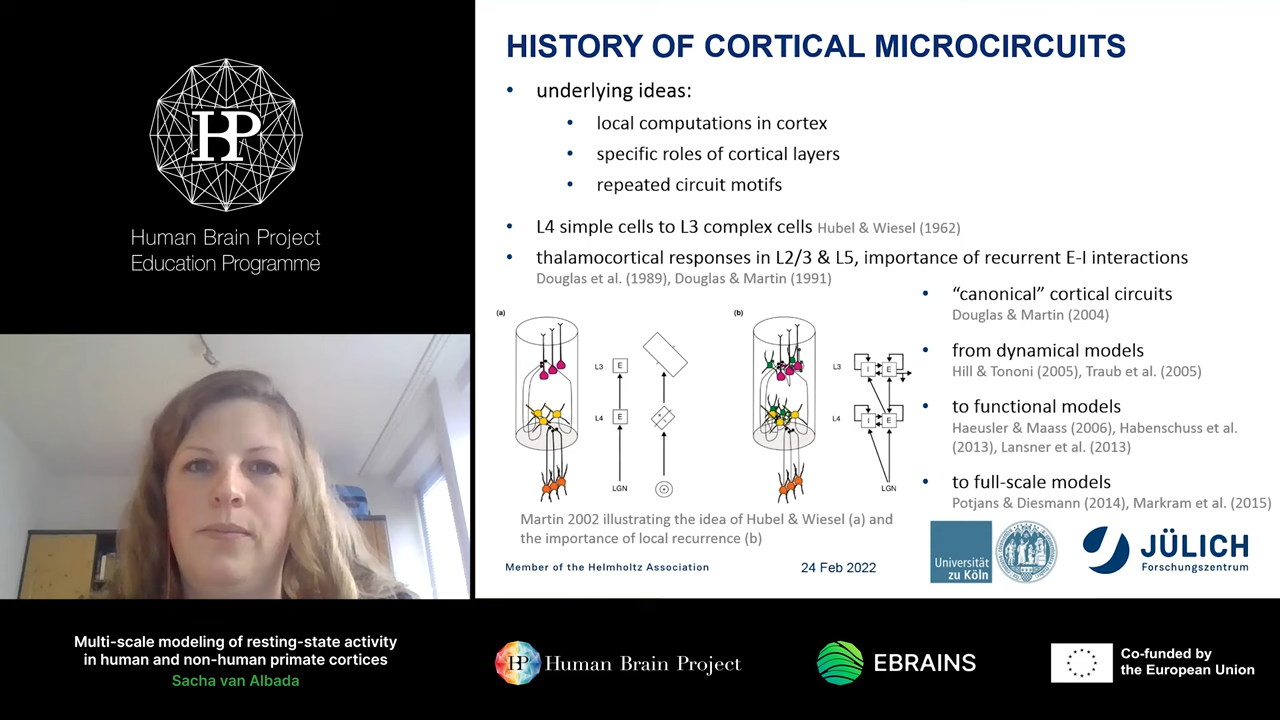 HP
Human Brain Project
Education Programme
HISTORY OF CORTICAL MICROCIRCUITS
• underlying ideas:
• local computations in cortex
• specific roles of cortical layers
• repeated circuit motifs
• L4 simple cells to L3 complex cells Hubel & Wiesel (1962)
• thalamocortical responses in L2/3 & L5, importance of recurrent E-I interactions
Douglas et al. (1989), Douglas & Martin (1991)
• “canonical” cortical circuits
Douglas & Martin (2004)
• from dynamical models
Hill & Tononi (2005), Traub et al. (2005)
• to functional models
Haeusler & Maass (2006), Habenschuss et al.
(2013), Lansner et al. (2013)
• to full-scale models
Potjans & Diesmann (2014), Markram et al. (2015)
(a)
L3 E
L4 E
LGN
(b)
L3 I E
L4 I E
LGN
Martin 2002 illustrating the idea of Hubel & Wiesel (a) and
the importance of local recurrence (b)
Member of the Helmholtz Association
24 Feb 2022
Universität
zu Köln
JÜLICH
Forschungszentrum
Multi-scale modeling of resting-state activity
in human and non-human primate cortices
Sacha van Albada
HP Human Brain Project
EBRAINS
Co-funded by
the European Union